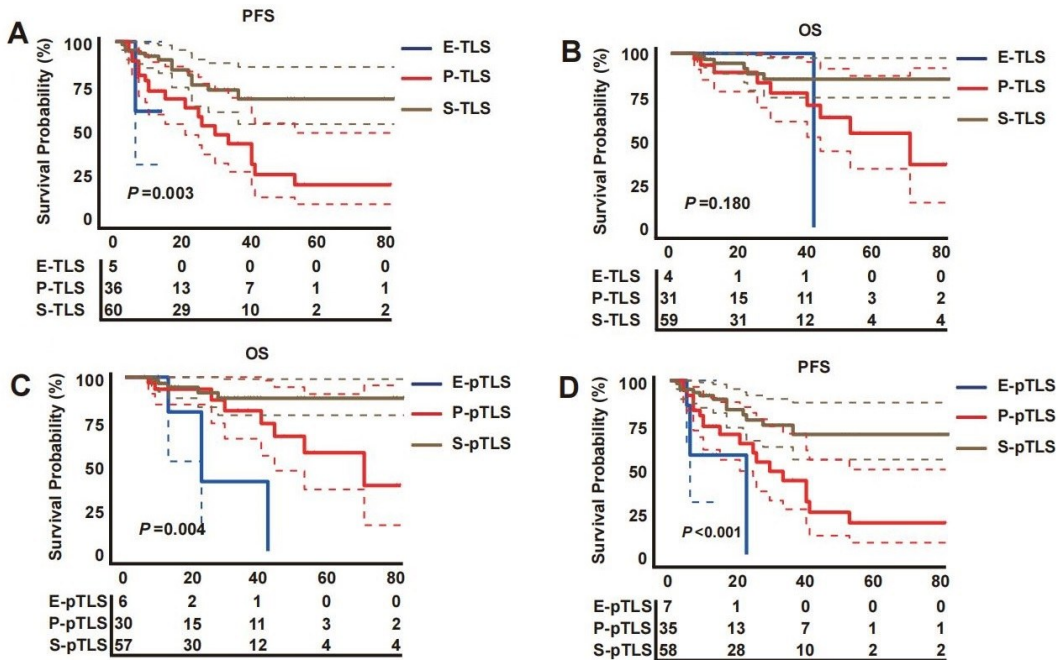 A
PFS
Survival Probability (%)
100
75
50
25
0
P=0.003
E-TLS
P-TLS
S-TLS
0 20 40 60 80
E-TLS 5 0 0 0 0
P-TLS 36 13 7 1 1
S-TLS 60 29 10 2 2
B
OS
Survival Probability (%)
100
75
50
25
0
P=0.180
E-TLS
P-TLS
S-TLS
0 20 40 60 80
E-TLS 4 1 1 0 0
P-TLS 31 15 11 3 2
S-TLS 59 31 12 4 4
C
OS
Survival Probability (%)
100
75
50
25
0
P=0.004
E-pTLS
P-pTLS
S-pTLS
0 20 40 60 80
E-pTLS 6 2 1 0 0
P-pTLS 30 15 11 3 2
S-pTLS 57 30 12 4 4
D
PFS
Survival Probability (%)
100
75
50
25
0
P<0.001
E-pTLS
P-pTLS
S-pTLS
0 20 40 60 80
E-pTLS 7 1 0 0 0
P-pTLS 35 13 7 1 1
S-pTLS 58 28 10 2 2